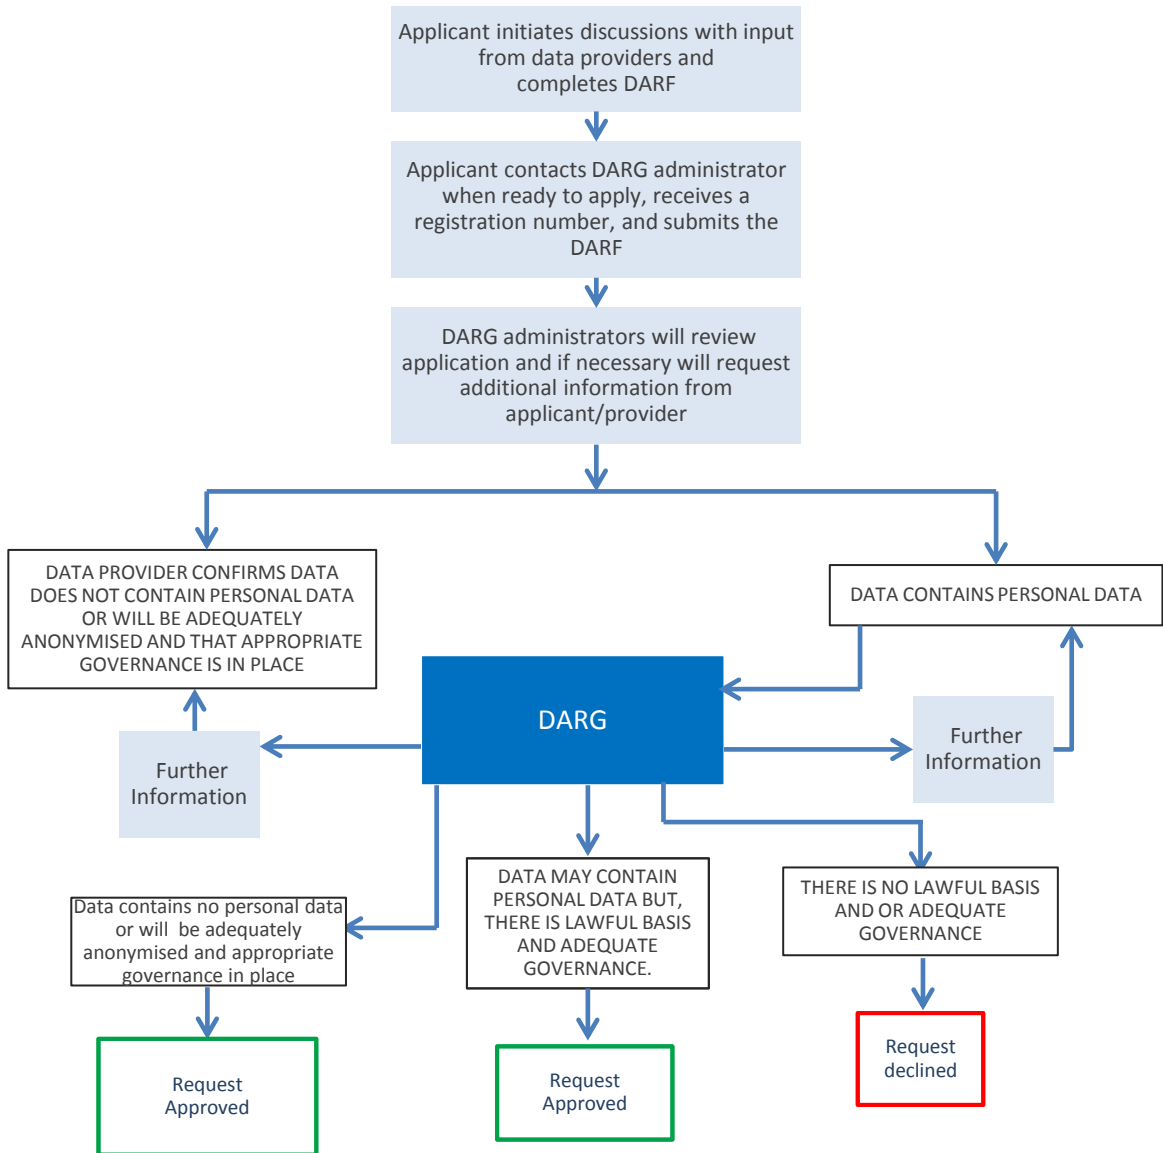 Applicant initiates discussions with input
from data providers and
completes DARF
Applicant contacts DARG administrator
when ready to apply, receives a
registration number, and submits the
DARF
DARG administrators will review
application and if necessary will request
additional information from
applicant/provider
DATA PROVIDER CONFIRMS DATA
DOES NOT CONTAIN PERSONAL DATA
OR WILL BE ADEQUATELY
ANONYMISED AND THAT APPROPRIATE
GOVERNANCE IS IN PLACE
DATA CONTAINS PERSONAL DATA
DARG
Further
Information
Further
Information
Data contains no personal data
or will be adequately
anonymised and appropriate
governance in place
DATA MAY CONTAIN
PERSONAL DATA BUT,
THERE IS LAWFUL BASIS
AND ADEQUATE
GOVERNANCE.
THERE IS NO LAWFUL BASIS
AND OR ADEQUATE
GOVERNANCE
Request
Approved
Request
Approved
Request
declined